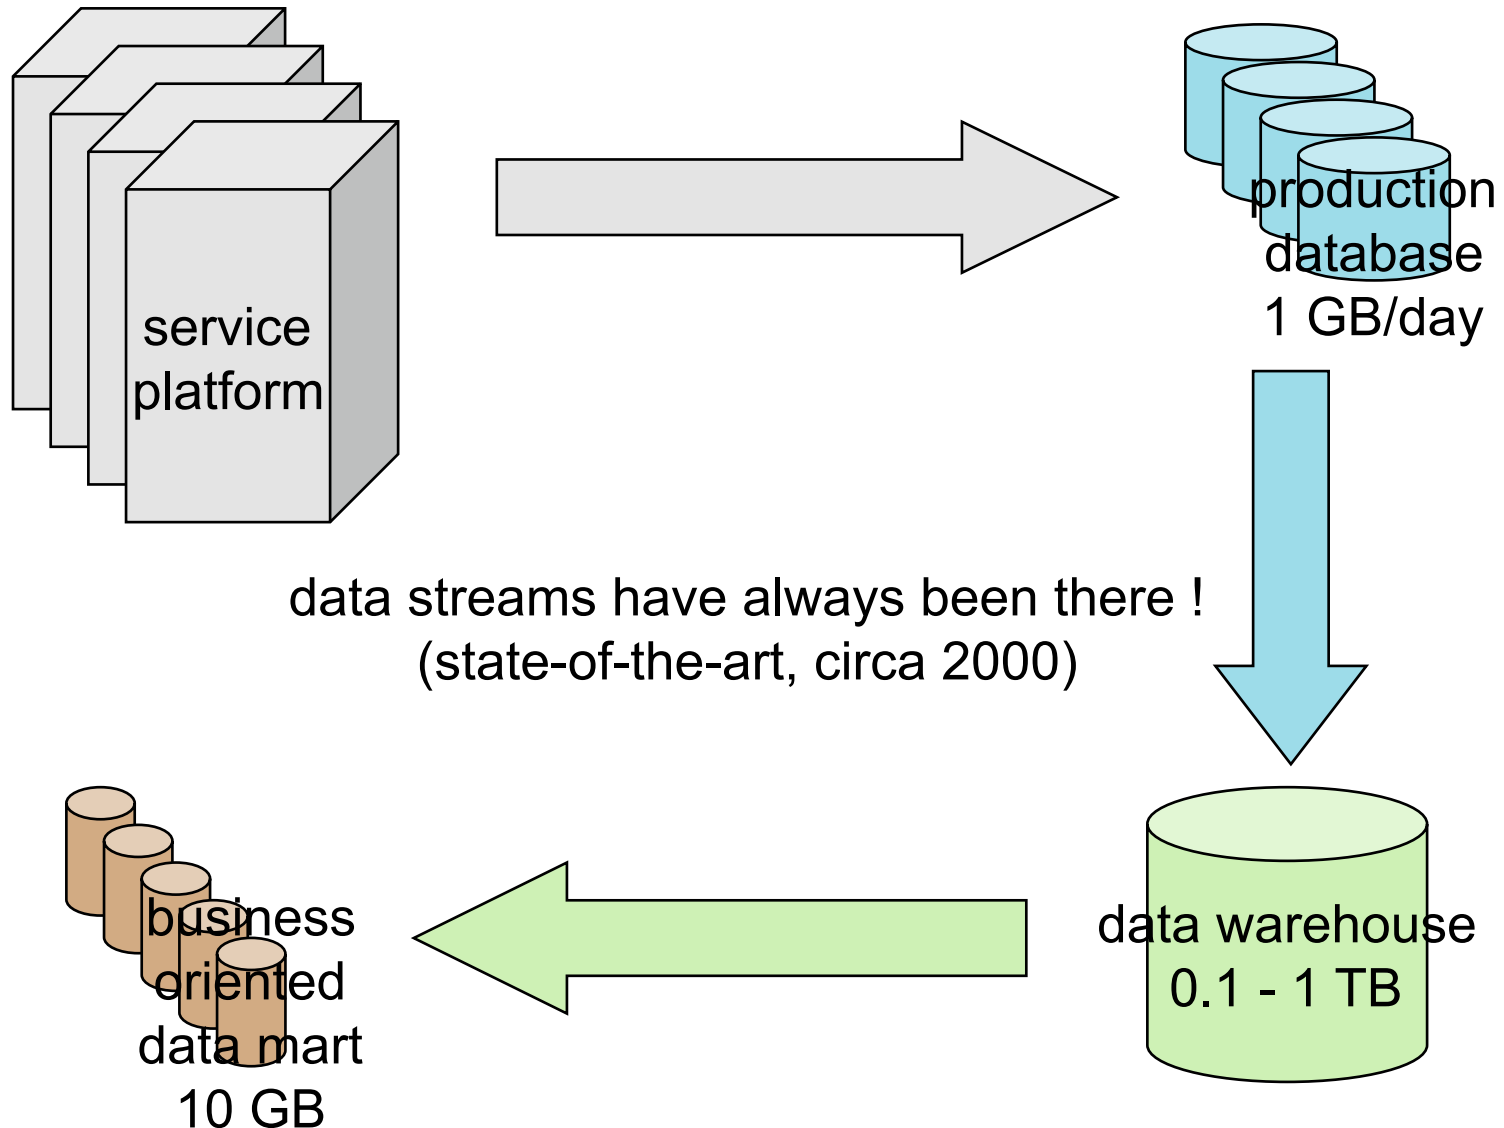 service
platform
production
database
1 GB/day
data streams have always been there !
(state-of-the-art, circa 2000)
business
oriented
data mart
10 GB
data warehouse
0.1 - 1 TB